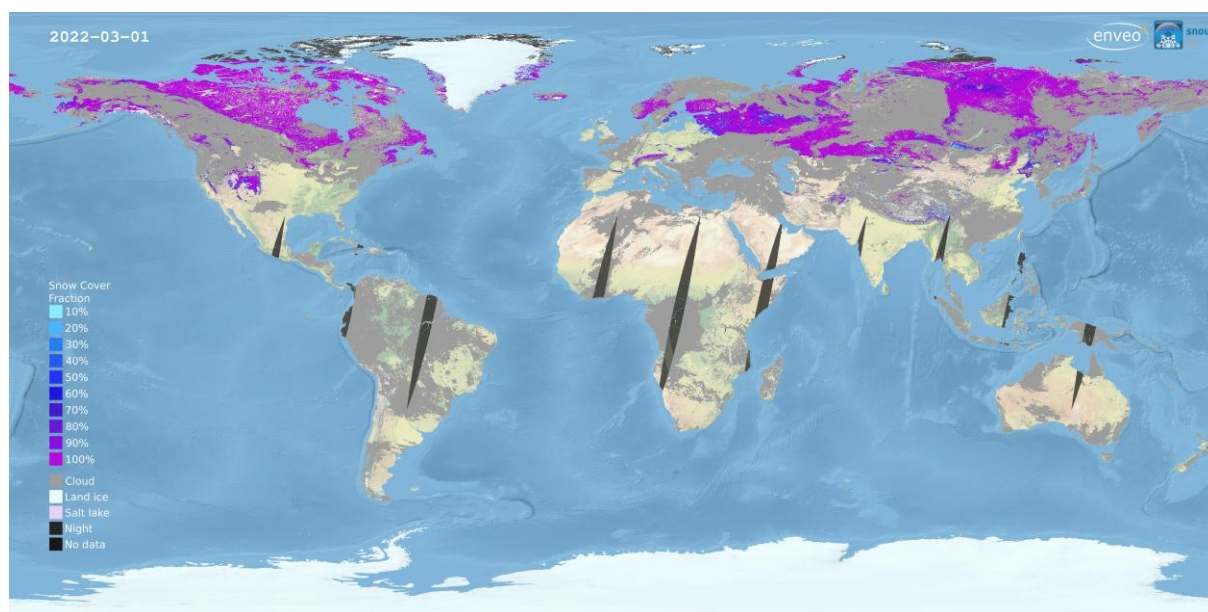 2022-03-01
enveo
snow
Snow Cover
Fraction
10%
20%
30%
40%
50%
60%
70%
80%
90%
100%
Cloud
Land ice
Salt lake
Night
No data